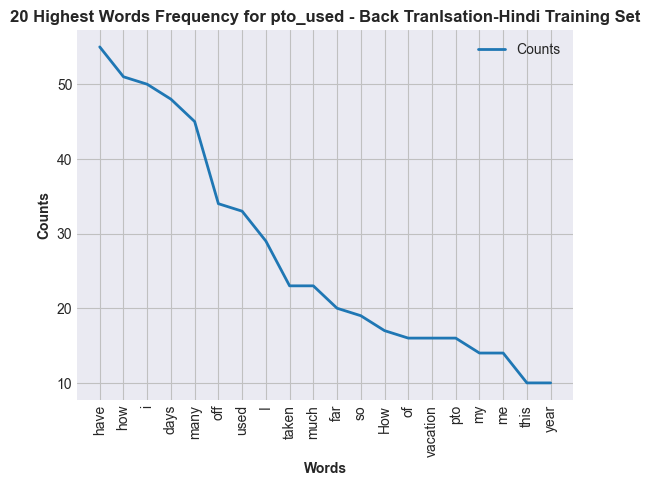 20 Highest Words Frequency for pto_used - Back Tranlsation-Hindi Training Set
Counts
50
40
30
20
10
Counts
have
how
i
days
many
off
used
I
taken
much
far
so
How
of
vacation
pto
my
me
this
year
Words